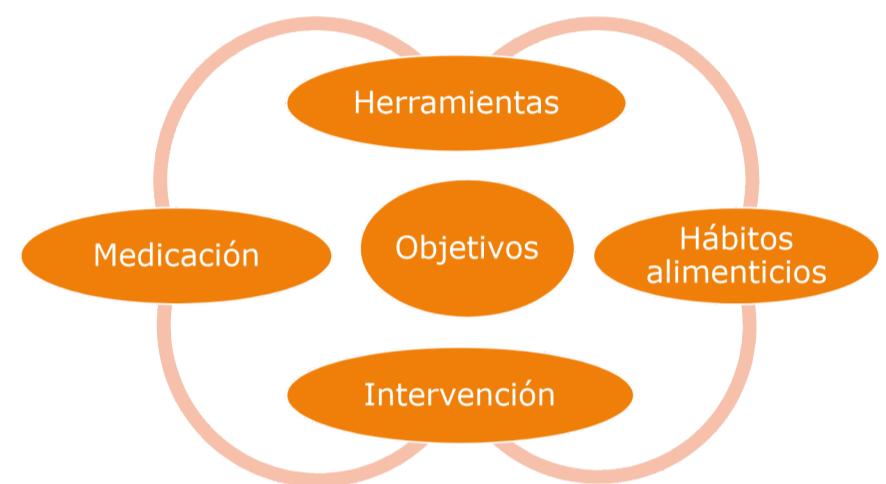 Herramientas
Medicación
Objetivos
Hábitos
alimenticios
Intervención